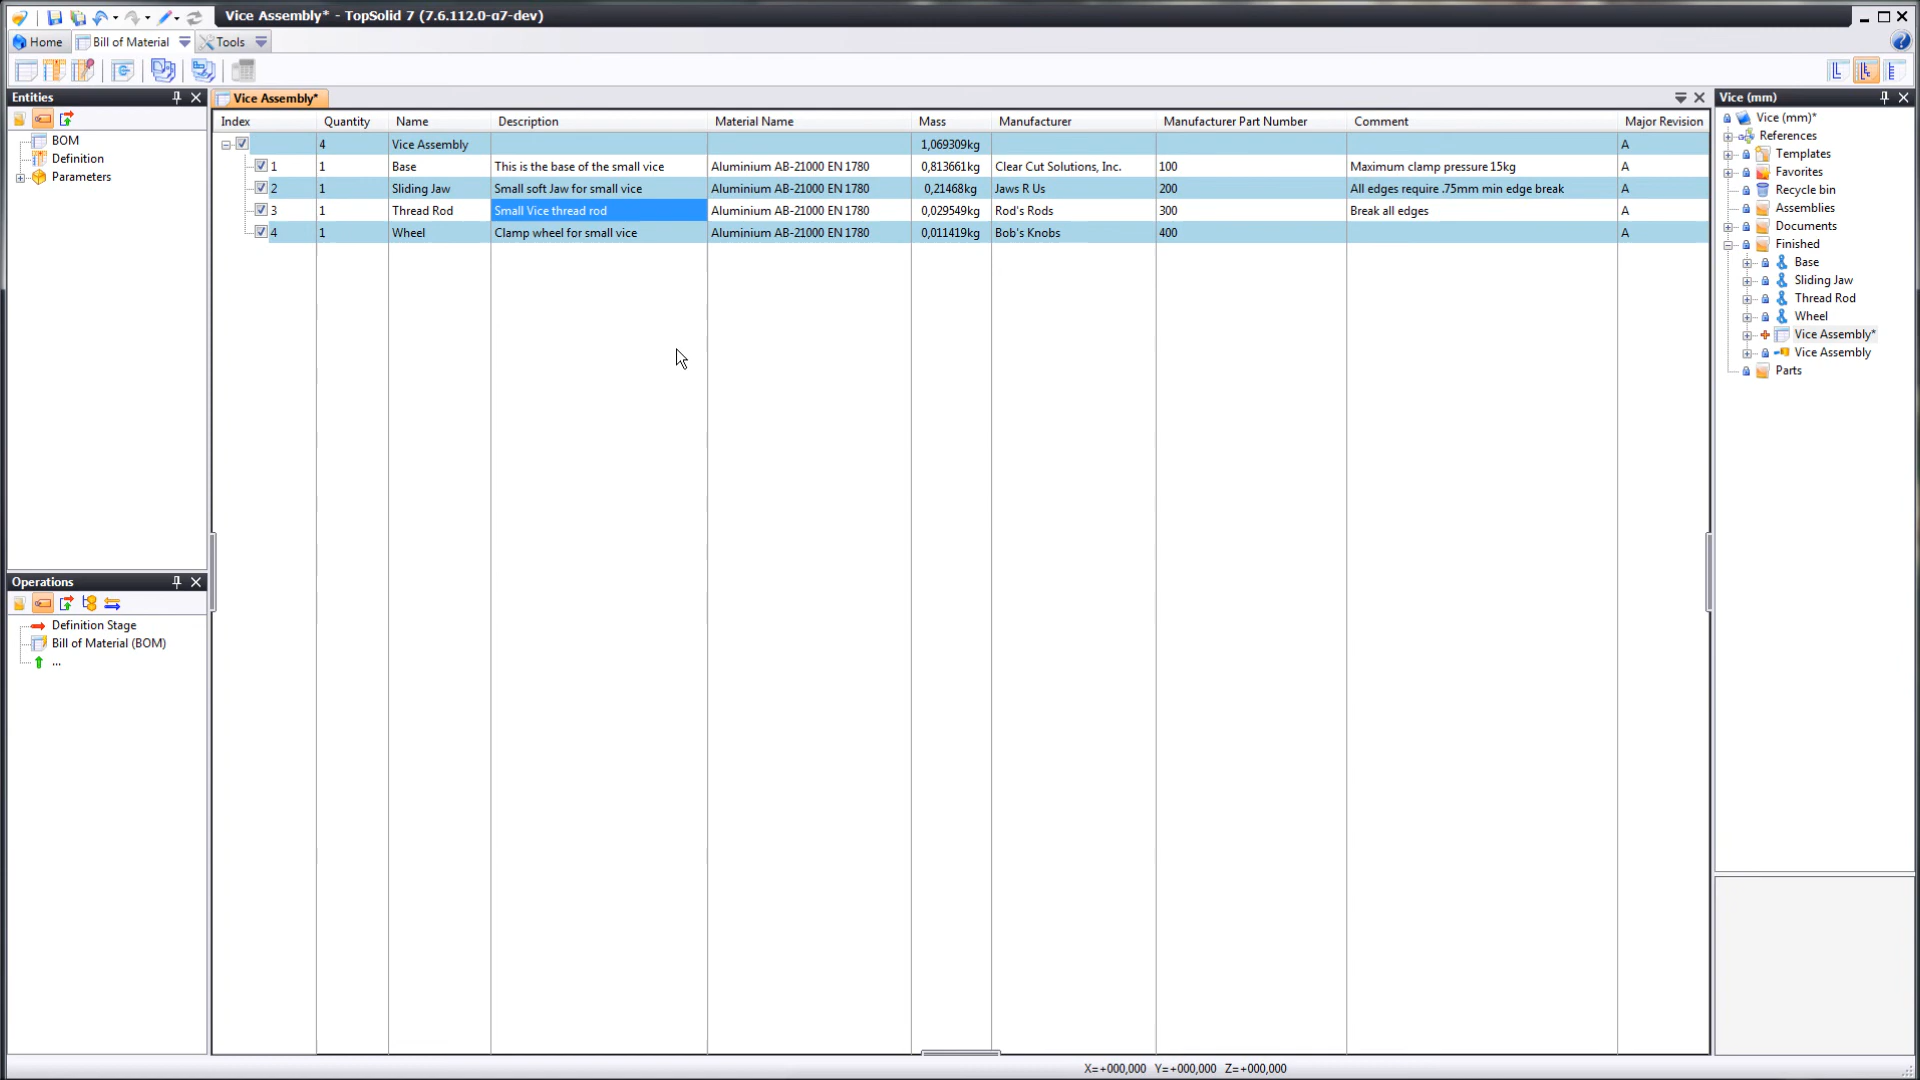 Vice Assembly* - TopSolid 7 (7.6.112.0-α7-dev)
Home Bill of Material Tools
Entities
BOM
Definition
Parameters
Vice Assembly*
Index Quantity Name Description Material Name Mass Manufacturer Manufacturer Part Number Comment Major Revision
4 Vice Assembly 1,069309kg A
1 1 Base This is the base of the small vice Aluminium AB-21000 EN 1780 0,813661kg Clear Cut Solutions, Inc. 100 Maximum clamp pressure 15kg A
2 1 Sliding Jaw Small soft Jaw for small vice Aluminium AB-21000 EN 1780 0,21468kg Jaws R Us 200 All edges require .75mm min edge break A
3 1 Thread Rod Small Vice thread rod Aluminium AB-21000 EN 1780 0,029549kg Rod's Rods 300 Break all edges A
4 1 Wheel Clamp wheel for small vice Aluminium AB-21000 EN 1780 0,011419kg Bob's Knobs 400 A
Operations
Definition Stage
Bill of Material (BOM)
...
Vice (mm)
Vice (mm)*
References
Templates
Favorites
Recycle bin
Assemblies
Documents
Finished
Base
Sliding Jaw
Thread Rod
Wheel
Vice Assembly*
Vice Assembly
Parts
X=+000,000 Y=+000,000 Z=+000,000